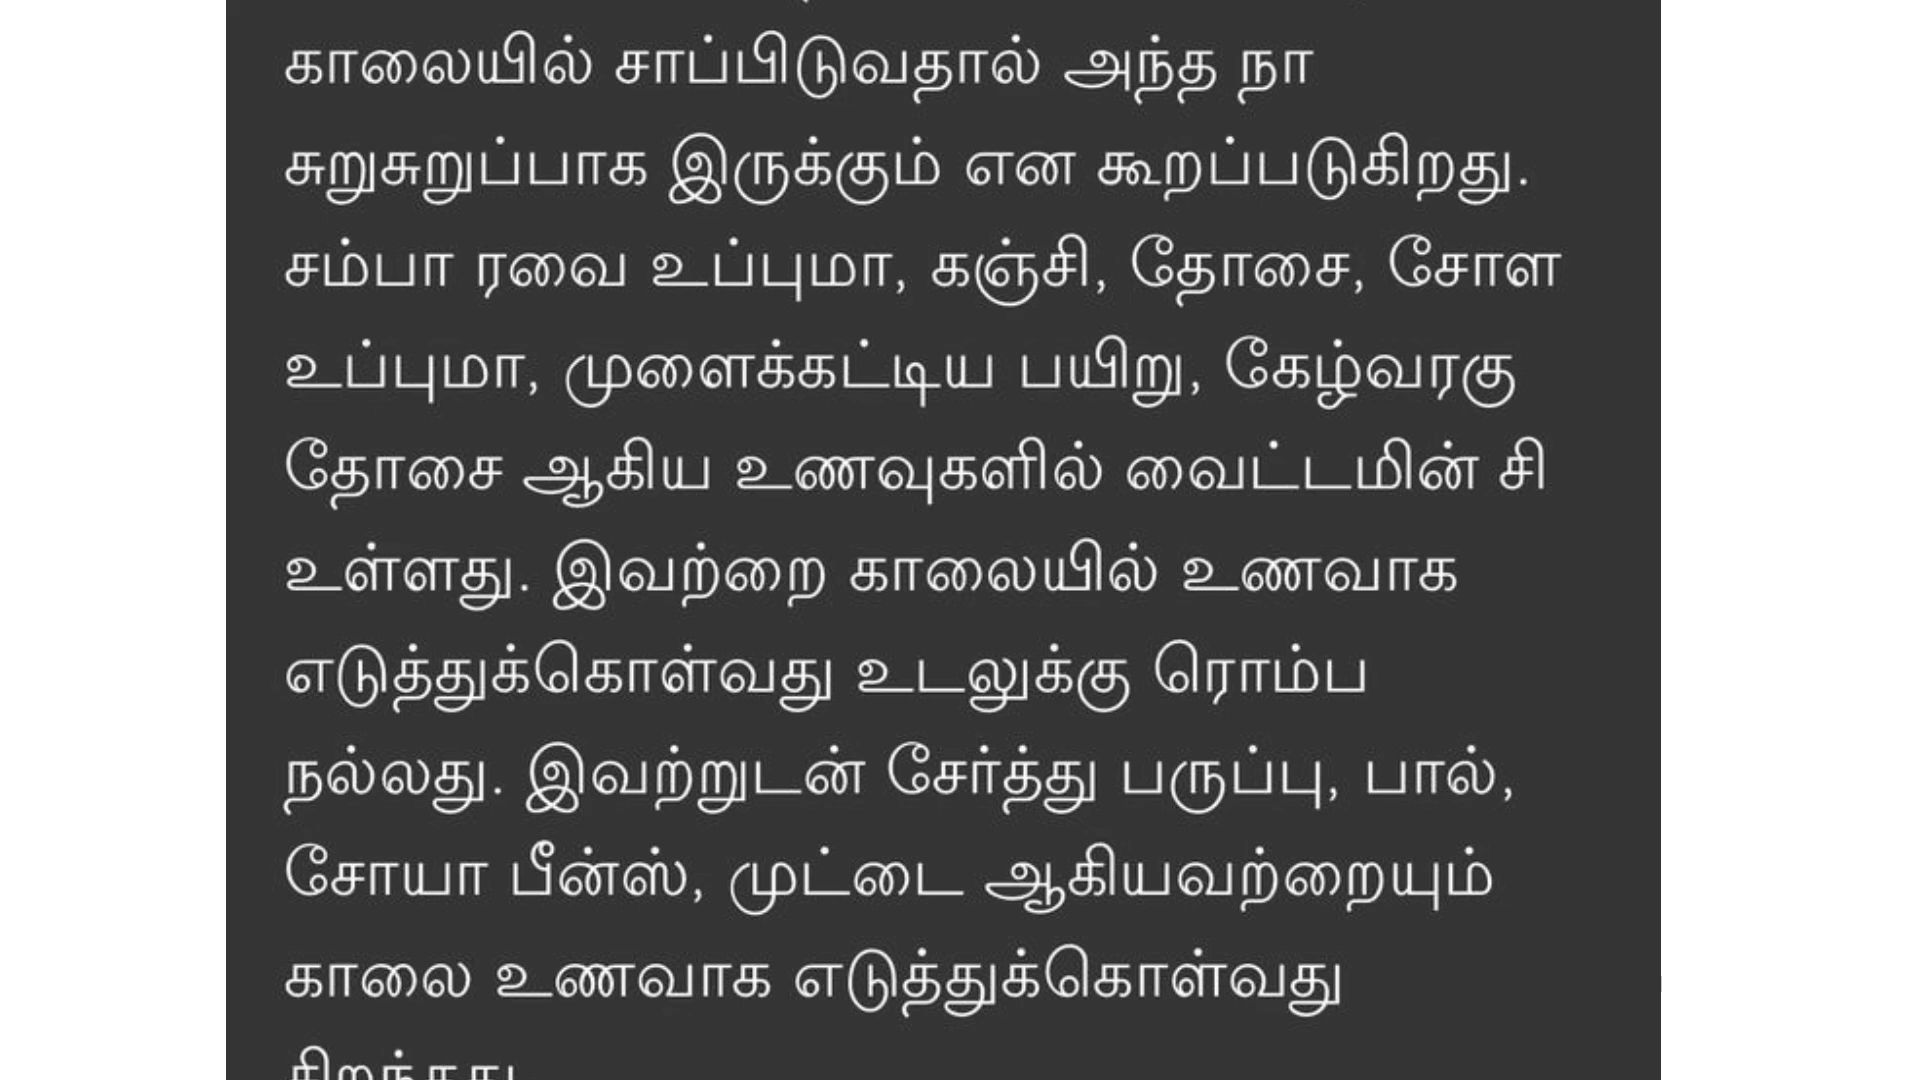 காலையில் சாப்பிடுவதால் அந்த நா
சுறுசுறுப்பாக இருக்கும் என கூறப்படுகிறது.
சம்பா ரவை உப்புமா, கஞ்சி, தோசை, சோள
உப்புமா, முளைக்கட்டிய பயிறு, கேழ்வரகு
தோசை ஆகிய உணவுகளில் வைட்டமின் சி
உள்ளது. இவற்றை காலையில் உணவாக
எடுத்துக்கொள்வது உடலுக்கு ரொம்ப
நல்லது. இவற்றுடன் சேர்த்து பருப்பு, பால்,
சோயா பீன்ஸ், முட்டை ஆகியவற்றையும்
காலை உணவாக எடுத்துக்கொள்வது